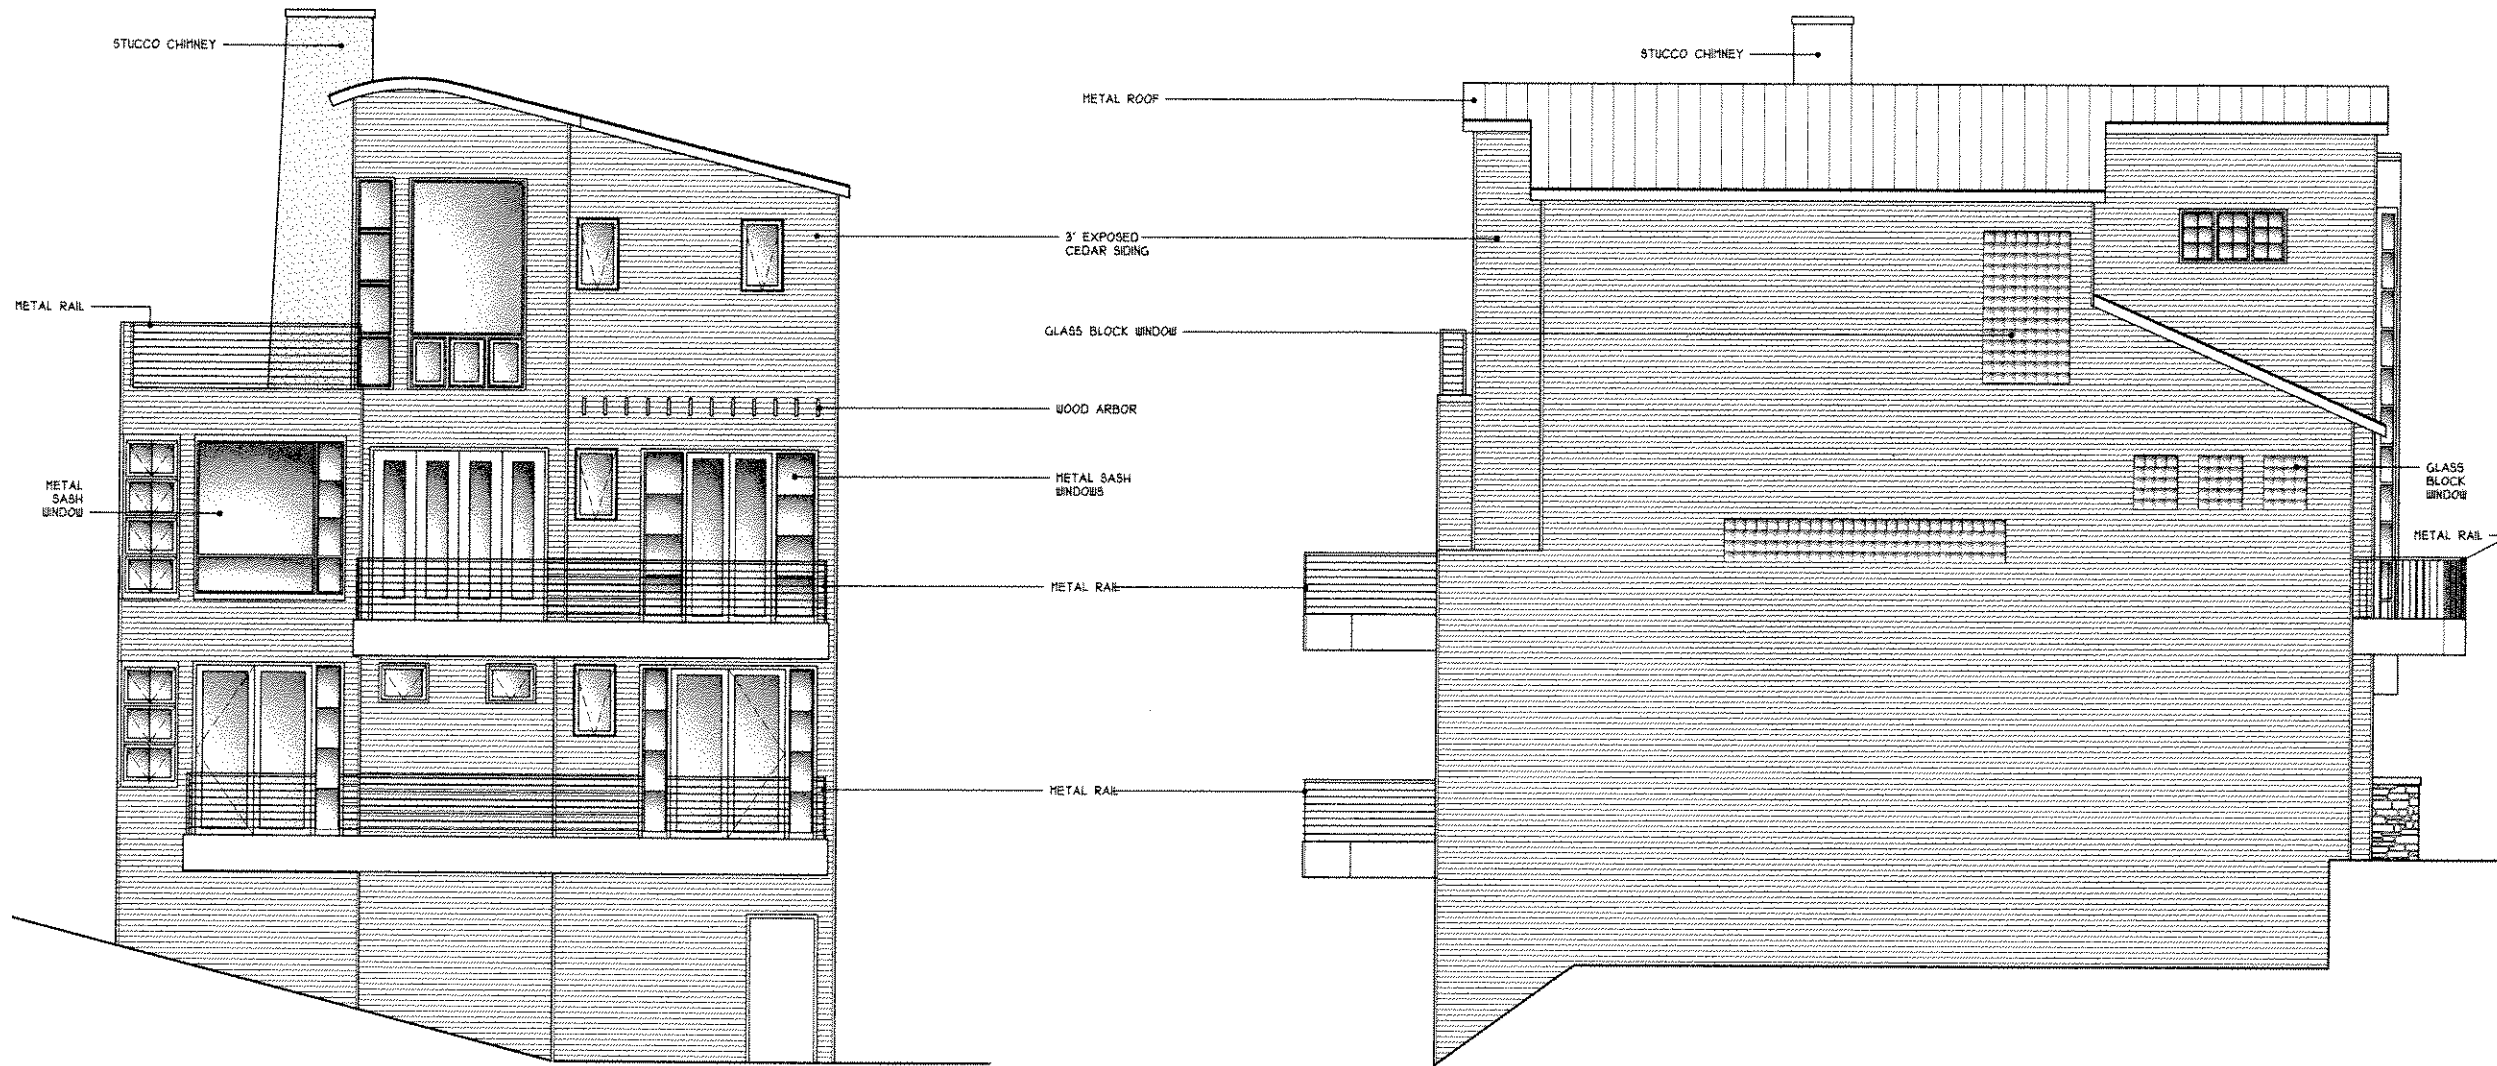 STUCCO CHIMNEY
METAL RAIL
METAL
SASH
WINDOW
STUCCO CHIMNEY
METAL ROOF
3" EXPOSED
CEDAR SIDING
GLASS BLOCK WINDOW
WOOD ARBOR
METAL SASH
WINDOWS
METAL RAIL
METAL RAIL
GLASS
BLOCK
WINDOW
METAL RAIL